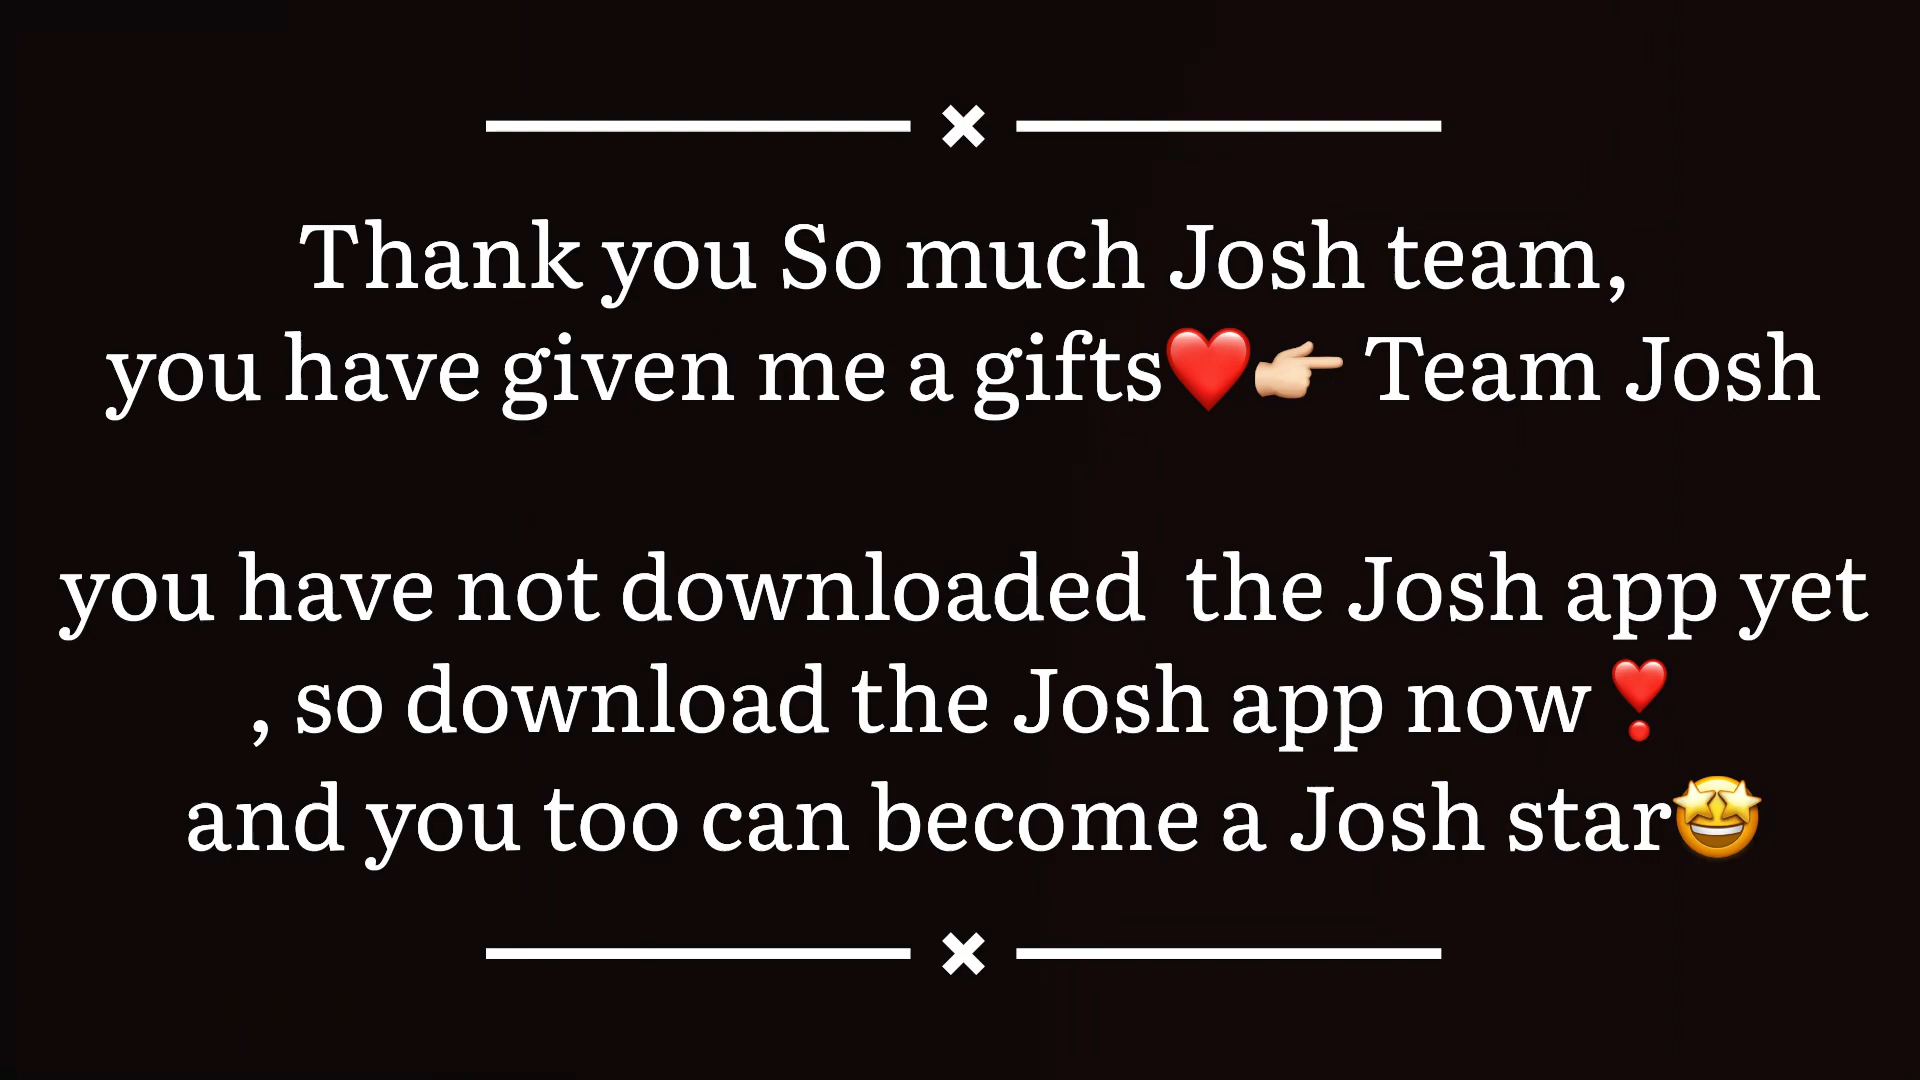 Thank you So much Josh team,
you have given me a gifts❤️👉🏻 Team Josh
you have not downloaded  the Josh app yet
, so download the Josh app now❣️
and you too can become a Josh star🤩